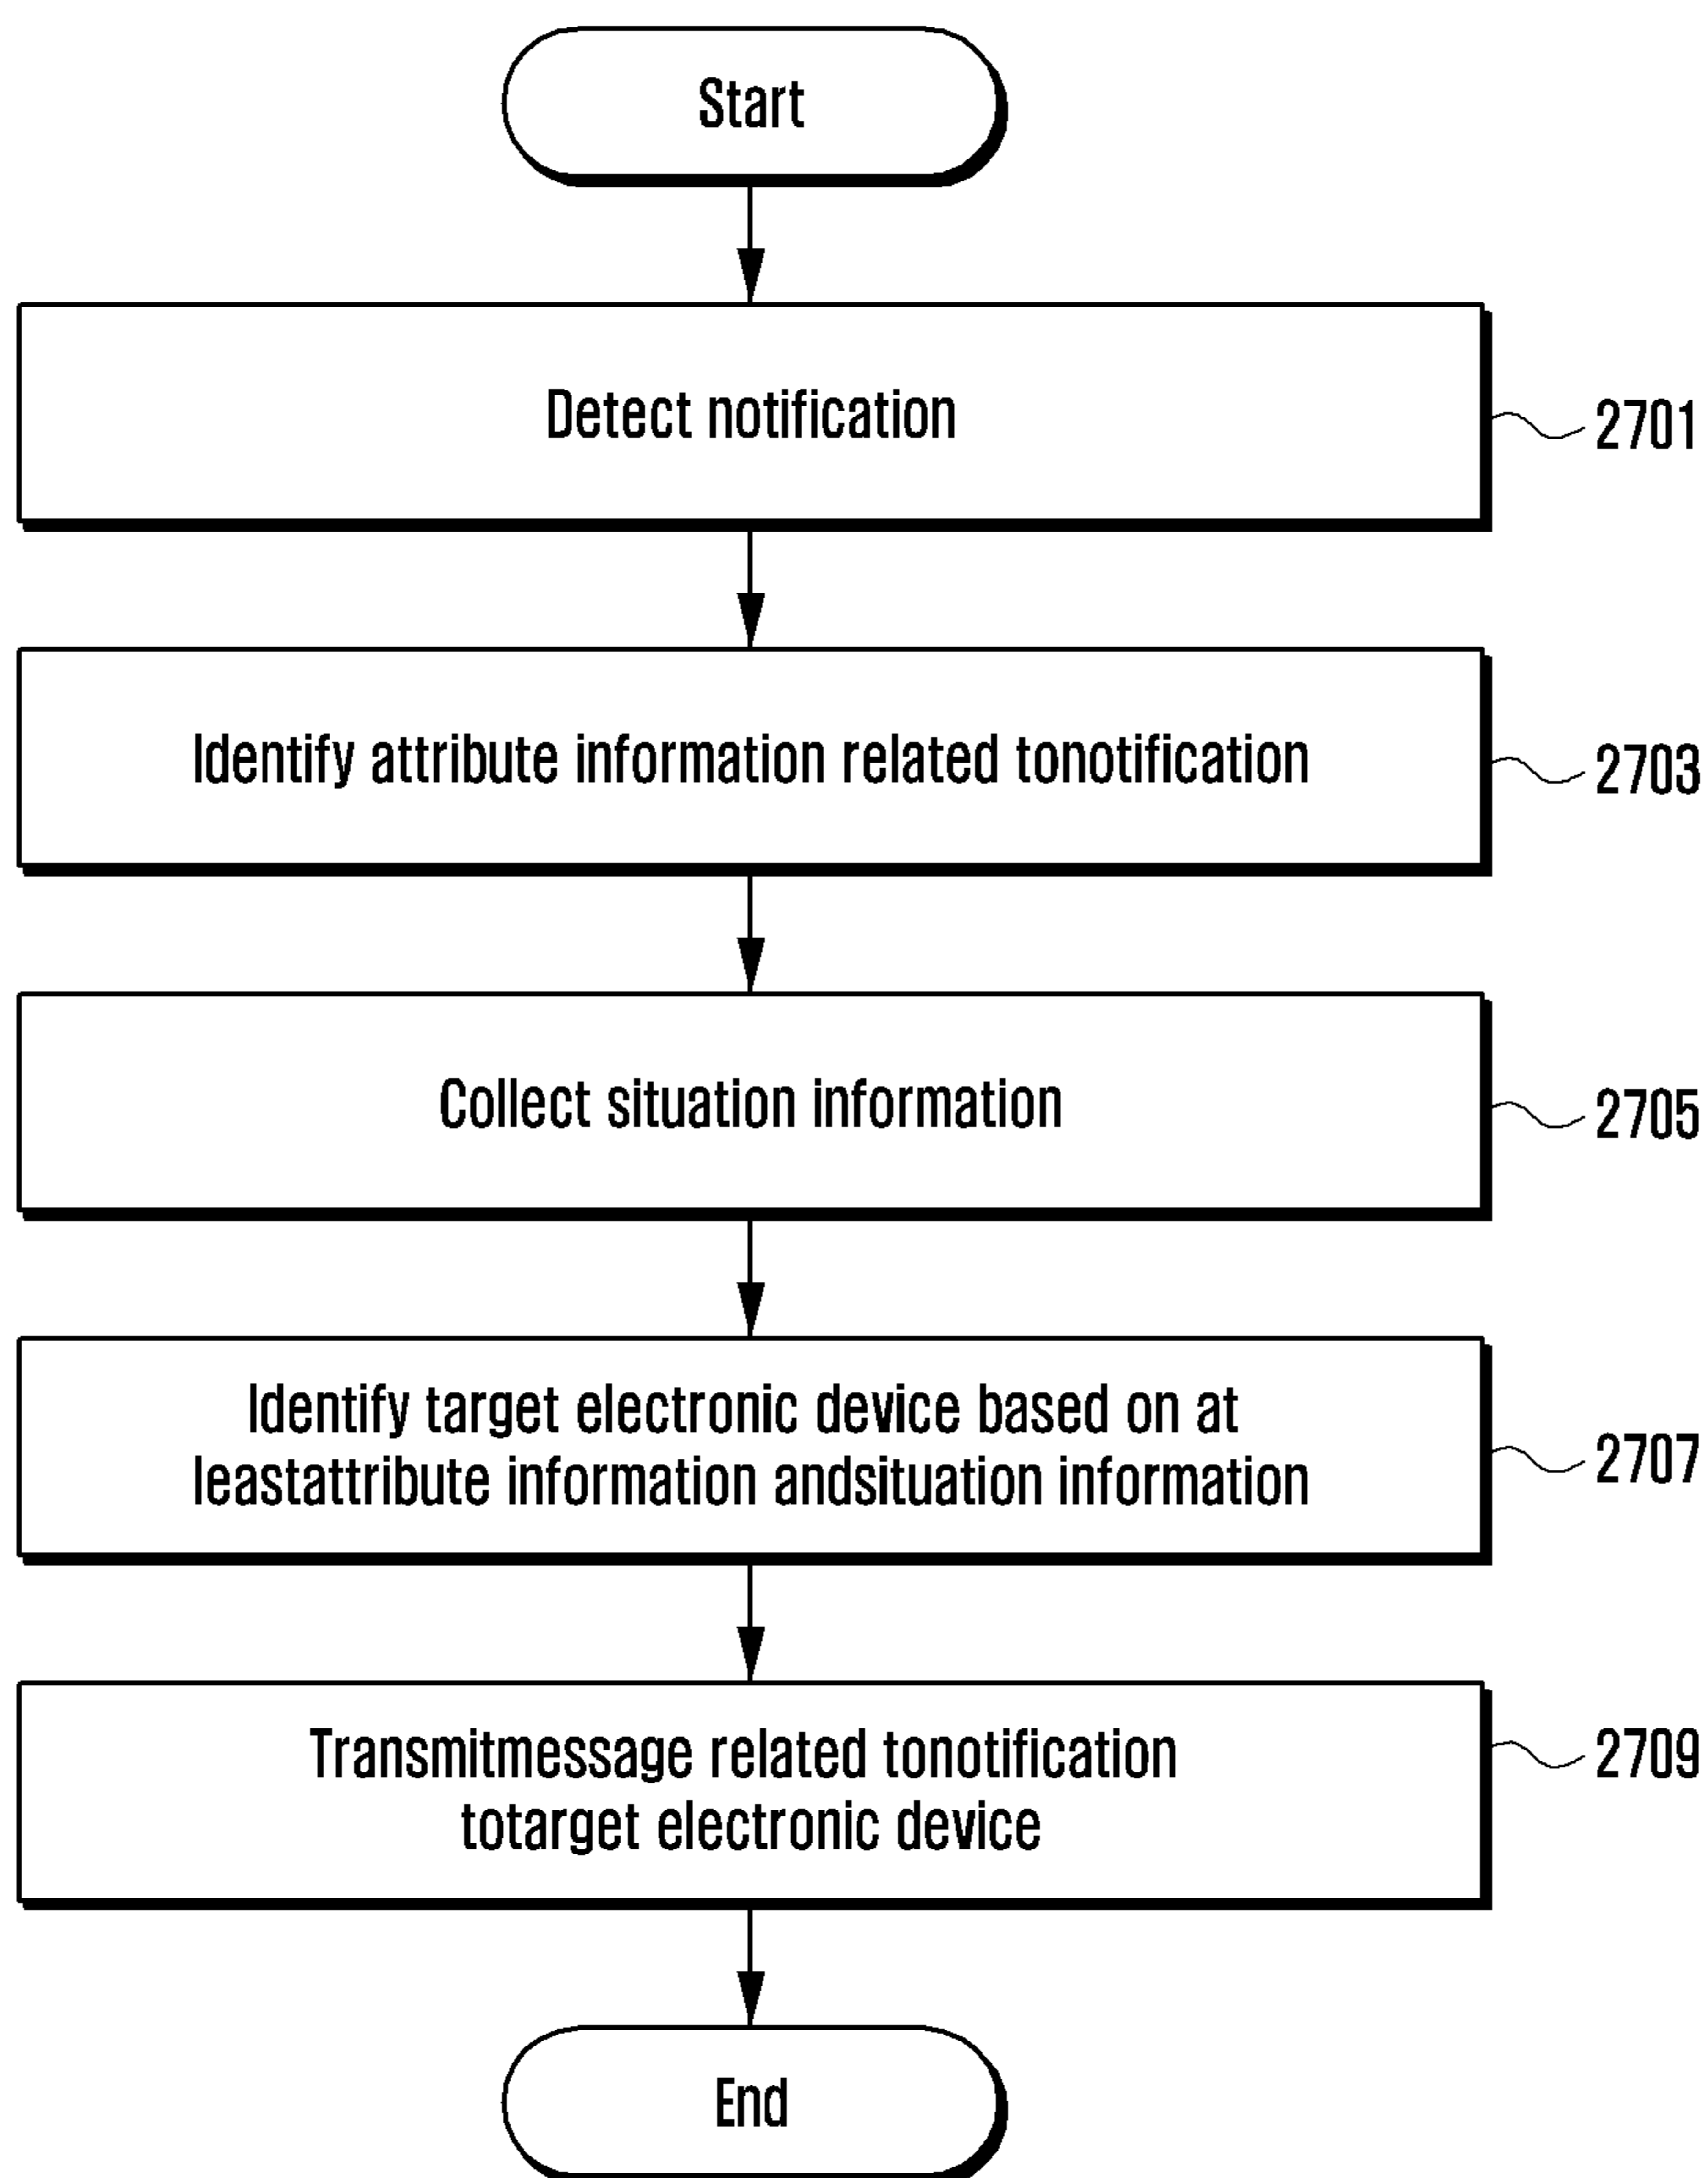 Start
Detect notification
2701
Identify attribute information related tonotification
2703
Collect situation information
2705
Identify target electronic device based on at
leastattribute information andsituation information
2707
Transmitmessage related tonotification
totarget electronic device
2709
End